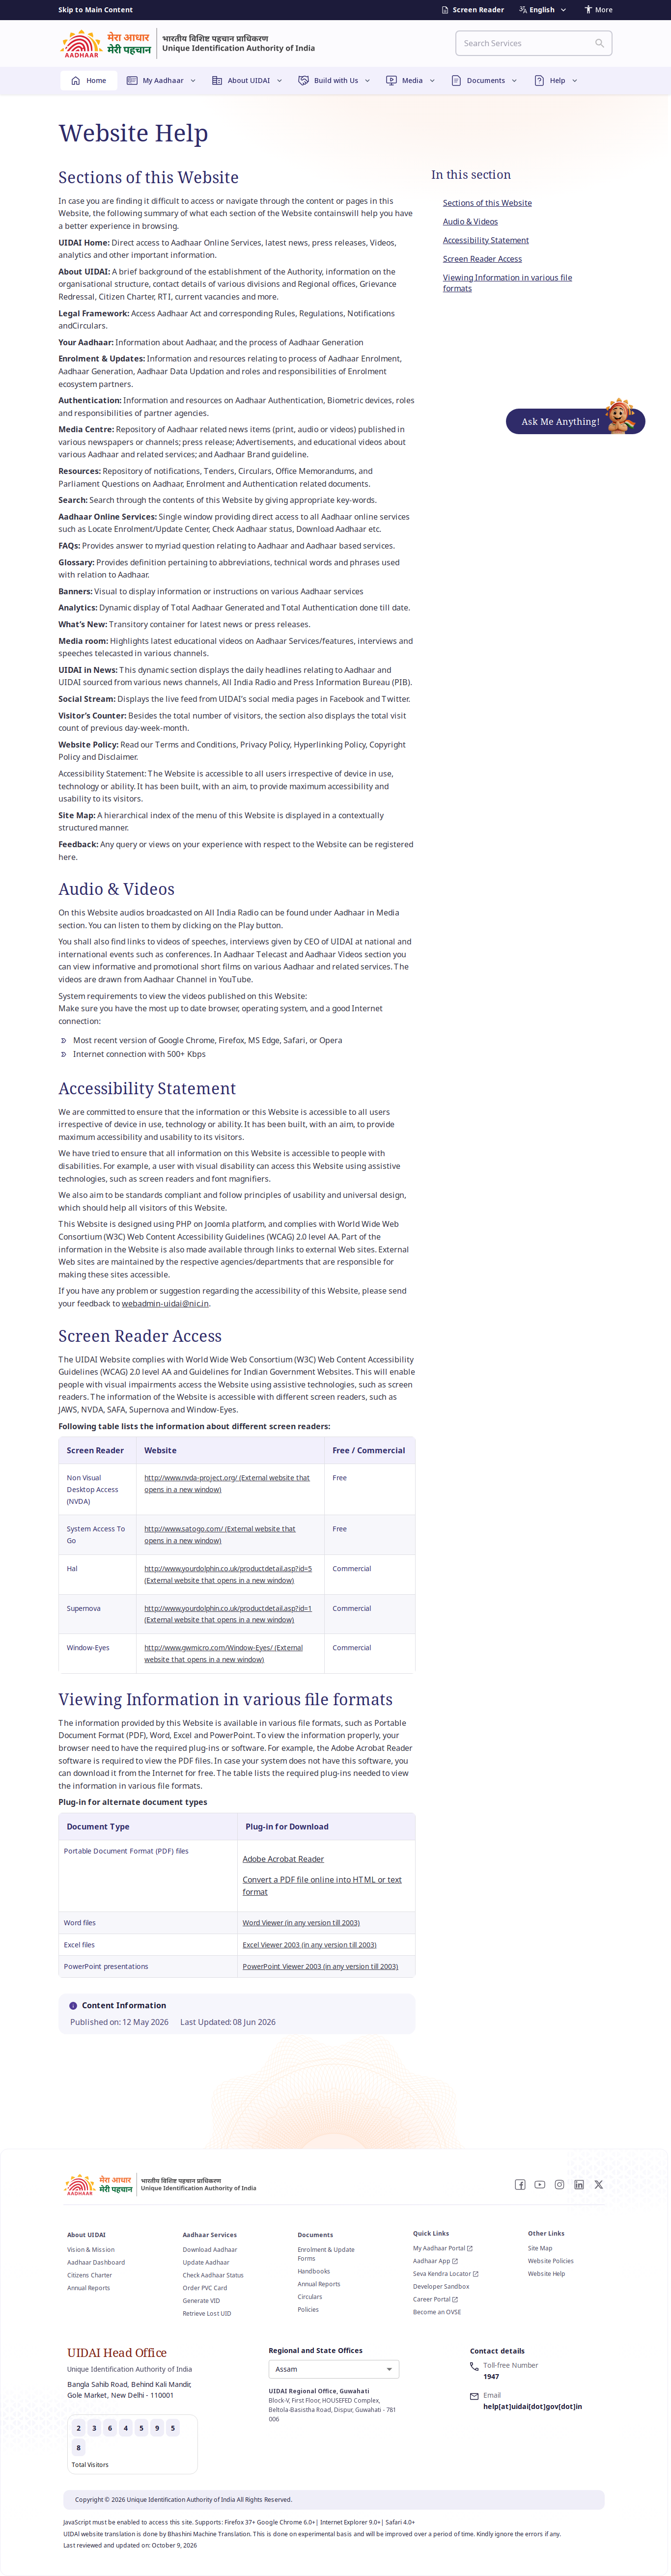 Skip to Main Content
Screen Reader
English
More
मेरा आधार
मेरी पहचान
AADHAAR
भारतीय विशिष्ट पहचान प्राधिकरण
Unique Identification Authority of India
Search Services
Home
My Aadhaar
About UIDAI
Build with Us
Media
Documents
Help
Website Help
Sections of this Website
In case you are finding it difficult to access or navigate through the content or pages in this
Website, the following summary of what each section of the Website containswill help you have
a better experience in browsing.
UIDAI Home: Direct access to Aadhaar Online Services, latest news, press releases, Videos,
analytics and other important information.
About UIDAI: A brief background of the establishment of the Authority, information on the
organisational structure, contact details of various divisions and Regional offices, Grievance
Redressal, Citizen Charter, RTI, current vacancies and more.
Legal Framework: Access Aadhaar Act and corresponding Rules, Regulations, Notifications
andCirculars.
Your Aadhaar: Information about Aadhaar, and the process of Aadhaar Generation
Enrolment & Updates: Information and resources relating to process of Aadhaar Enrolment,
Aadhaar Generation, Aadhaar Data Updation and roles and responsibilities of Enrolment
ecosystem partners.
Authentication: Information and resources on Aadhaar Authentication, Biometric devices, roles
and responsibilities of partner agencies.
Media Centre: Repository of Aadhaar related news items (print, audio or videos) published in
various newspapers or channels; press release; Advertisements, and educational videos about
various Aadhaar and related services; and Aadhaar Brand guideline.
Resources: Repository of notifications, Tenders, Circulars, Office Memorandums, and
Parliament Questions on Aadhaar, Enrolment and Authentication related documents.
Search: Search through the contents of this Website by giving appropriate key-words.
Aadhaar Online Services: Single window providing direct access to all Aadhaar online services
such as Locate Enrolment/Update Center, Check Aadhaar status, Download Aadhaar etc.
FAQs: Provides answer to myriad question relating to Aadhaar and Aadhaar based services.
Glossary: Provides definition pertaining to abbreviations, technical words and phrases used
with relation to Aadhaar.
Banners: Visual to display information or instructions on various Aadhaar services
Analytics: Dynamic display of Total Aadhaar Generated and Total Authentication done till date.
What's New: Transitory container for latest news or press releases.
Media room: Highlights latest educational videos on Aadhaar Services/features, interviews and
speeches telecasted in various channels.
UIDAI in News: This dynamic section displays the daily headlines relating to Aadhaar and
UIDAI sourced from various news channels, All India Radio and Press Information Bureau (PIB).
Social Stream: Displays the live feed from UIDAI's social media pages in Facebook and Twitter.
Visitor's Counter: Besides the total number of visitors, the section also displays the total visit
count of previous day-week-month.
Website Policy: Read our Terms and Conditions, Privacy Policy, Hyperlinking Policy, Copyright
Policy and Disclaimer.
Accessibility Statement: The Website is accessible to all users irrespective of device in use,
technology or ability. It has been built, with an aim, to provide maximum accessibility and
usability to its visitors.
Site Map: A hierarchical index of the menu of this Website is displayed in a contextually
structured manner.
Feedback: Any query or views on your experience with respect to the Website can be registered
here.
In this section
Sections of this Website
Audio & Videos
Accessibility Statement
Screen Reader Access
Viewing Information in various file
formats
Ask Me Anything!
Audio & Videos
On this Website audios broadcasted on All India Radio can be found under Aadhaar in Media
section. You can listen to them by clicking on the Play button.
You shall also find links to videos of speeches, interviews given by CEO of UIDAI at national and
international events such as conferences. In Aadhaar Telecast and Aadhaar Videos section you
can view informative and promotional short films on various Aadhaar and related services. The
videos are drawn from Aadhaar Channel in YouTube.
System requirements to view the videos published on this Website:
Make sure you have the most up to date browser, operating system, and a good Internet
connection:
Most recent version of Google Chrome, Firefox, MS Edge, Safari, or Opera
Internet connection with 500+ Kbps
Accessibility Statement
We are committed to ensure that the information or this Website is accessible to all users
irrespective of device in use, technology or ability. It has been built, with an aim, to provide
maximum accessibility and usability to its visitors.
We have tried to ensure that all information on this Website is accessible to people with
disabilities. For example, a user with visual disability can access this Website using assistive
technologies, such as screen readers and font magnifiers.
We also aim to be standards compliant and follow principles of usability and universal design,
which should help all visitors of this Website.
This Website is designed using PHP on Joomla platform, and complies with World Wide Web
Consortium (W3C) Web Content Accessibility Guidelines (WCAG) 2.0 level AA. Part of the
information in the Website is also made available through links to external Web sites. External
Web sites are maintained by the respective agencies/departments that are responsible for
making these sites accessible.
If you have any problem or suggestion regarding the accessibility of this Website, please send
your feedback to webadmin-uidai@nic.in.
Screen Reader Access
The UIDAI Website complies with World Wide Web Consortium (W3C) Web Content Accessibility
Guidelines (WCAG) 2.0 level AA and Guidelines for Indian Government Websites. This will enable
people with visual impairments access the Website using assistive technologies, such as screen
readers. The information of the Website is accessible with different screen readers, such as
JAWS, NVDA, SAFA, Supernova and Window-Eyes.
Following table lists the information about different screen readers:
Screen Reader
Website
Free / Commercial
Non Visual
Desktop Access
(NVDA)
http://www.nvda-project.org/ (External website that
opens in a new window)
Free
System Access To
Go
http://www.satogo.com/ (External website that
opens in a new window)
Free
Hal
http://www.yourdolphin.co.uk/productdetail.asp?id=5
(External website that opens in a new window)
Commercial
Supernova
http://www.yourdolphin.co.uk/productdetail.asp?id=1
(External website that opens in a new window)
Commercial
Window-Eyes
http://www.gwmicro.com/Window-Eyes/ (External
website that opens in a new window)
Commercial
Viewing Information in various file formats
The information provided by this Website is available in various file formats, such as Portable
Document Format (PDF), Word, Excel and PowerPoint. To view the information properly, your
browser need to have the required plug-ins or software. For example, the Adobe Acrobat Reader
software is required to view the PDF files. In case your system does not have this software, you
can download it from the Internet for free. The table lists the required plug-ins needed to view
the information in various file formats.
Plug-in for alternate document types
Document Type
Plug-in for Download
Portable Document Format (PDF) files
Adobe Acrobat Reader
Convert a PDF file online into HTML or text
format
Word files
Word Viewer (in any version till 2003)
Excel files
Excel Viewer 2003 (in any version till 2003)
PowerPoint presentations
PowerPoint Viewer 2003 (in any version till 2003)
Content Information
Published on: 12 May 2026
Last Updated: 08 Jun 2026
मेरा आधार
मेरी पहचान
AADHAAR
भारतीय विशिष्ट पहचान प्राधिकरण
Unique Identification Authority of India
About UIDAI
Vision & Mission
Aadhaar Dashboard
Citizens Charter
Annual Reports
Aadhaar Services
Download Aadhaar
Update Aadhaar
Check Aadhaar Status
Order PVC Card
Generate VID
Retrieve Lost UID
Documents
Enrolment & Update
Forms
Handbooks
Annual Reports
Circulars
Policies
Quick Links
My Aadhaar Portal
Aadhaar App
Seva Kendra Locator
Developer Sandbox
Career Portal
Become an OVSE
Other Links
Site Map
Website Policies
Website Help
UIDAI Head Office
Unique Identification Authority of India
Bangla Sahib Road, Behind Kali Mandir,
Gole Market, New Delhi - 110001
2 3 6 4 5 9 5
8
Total Visitors
Regional and State Offices
Assam
UIDAI Regional Office, Guwahati
Block-V, First Floor, HOUSEFED Complex,
Beltola-Basistha Road, Dispur, Guwahati - 781
006
Contact details
Toll-free Number
1947
Email
help[at]uidai[dot]gov[dot]in
Copyright © 2026 Unique Identification Authority of India All Rights Reserved.
JavaScript must be enabled to access this site. Supports: Firefox 37+ Google Chrome 6.0+| Internet Explorer 9.0+| Safari 4.0+
UIDAI website translation is done by Bhashini Machine Translation. This is done on experimental basis and will be improved over a period of time. Kindly ignore the errors if any.
Last reviewed and updated on: October 9, 2026